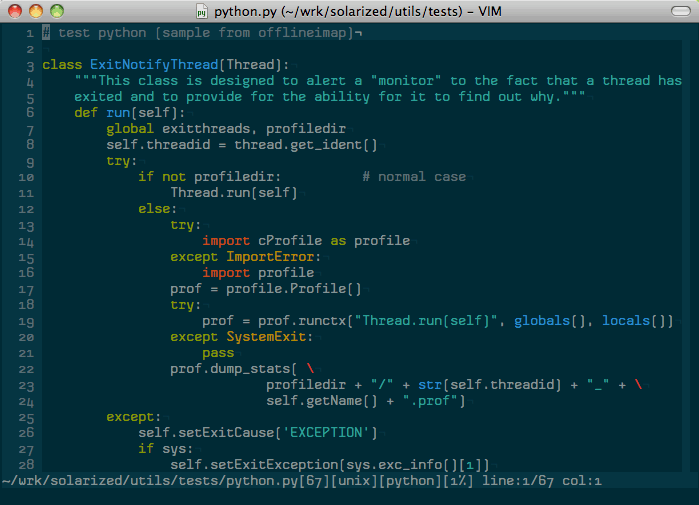 python.py (~/wrk/solarized/utils/tests) – VIM
1 # test python [sample from offlineimap]¬
2 ¬
3 class ExitNotifyThread(Thread):¬
4     """This class is designed to alert a "monitor" to the fact that a thread has
5     exited and to provide for the ability for it to find out why."""¬
6     def run(self):¬
7         global exitthreads, profiledir¬
8         self.threadid = thread.get_ident()¬
9         try:¬
10             if not profiledir:          # normal case¬
11                 Thread.run(self)¬
12             else:¬
13                 try:¬
14                     import cProfile as profile¬
15                 except ImportError:¬
16                     import profile¬
17                 prof = profile.Profile()¬
18                 try:¬
19                     prof = prof.runctx("Thread.run(self)", globals(), locals())¬
20                 except SystemExit:¬
21                     pass¬
22                 prof.dump_stats( \¬
23                             profiledir + "/" + str(self.threadid) + "_" + \¬
24                             self.getName() + ".prof")¬
25         except:¬
26             self.setExitCause('EXCEPTION')¬
27             if sys:¬
28                 self.setExitException(sys.exc_info()[1])¬
~/wrk/solarized/utils/tests/python.py[67][unix][python][1%] line:1/67 col:1